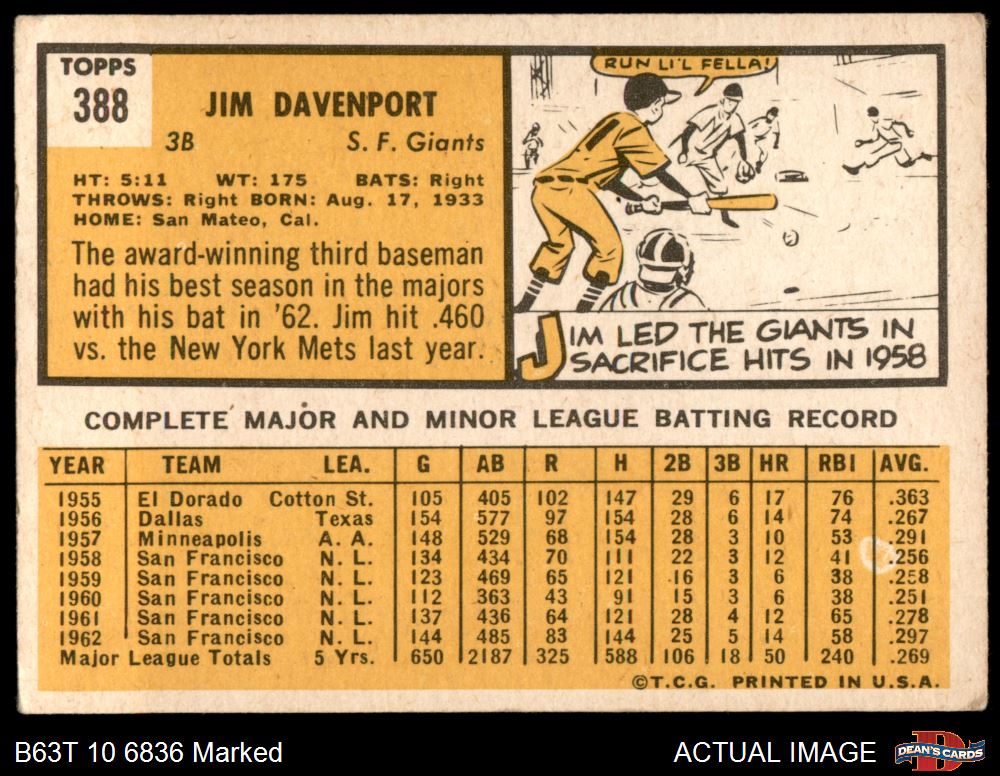 TOPPS
388
JIM DAVENPORT
3B S. F. Giants
HT: 5:11 WT: 175 BATS: Right
THROWS: Right BORN: Aug. 17, 1933
HOME: San Mateo, Cal.
The award-winning third baseman
had his best season in the majors
with his bat in '62. Jim hit .460
vs. the New York Mets last year.
RUN LI'L FELLA!
1
JIM LED THE GIANTS IN
SACRIFICE HITS IN 1958
COMPLETE MAJOR AND MINOR LEAGUE BATTING RECORD
YEAR TEAM LEA. G AB R H 2B 3B HR RBI AVG.
1955 El Dorado Cotton St. 105 405 102 147 29 6 17 76 .363
1956 Dallas Texas 154 577 97 154 28 6 14 74 .267
1957 Minneapolis A. A. 148 529 68 154 28 3 10 53 .291
1958 San Francisco N. L. 134 434 70 111 22 3 12 41 .256
1959 San Francisco N. L. 123 469 65 121 16 3 6 38 .258
1960 San Francisco N. L. 112 363 43 91 15 3 6 38 .251
1961 San Francisco N. L. 137 436 64 121 28 4 12 65 .278
1962 San Francisco N. L. 144 485 83 144 25 5 14 58 .297
Major League Totals 5 Yrs. 650 2187 325 588 106 18 50 240 .269
©T.C.G. PRINTED IN U.S.A.
B63T 10 6836 Marked
ACTUAL IMAGE
DEAN'S CARDS